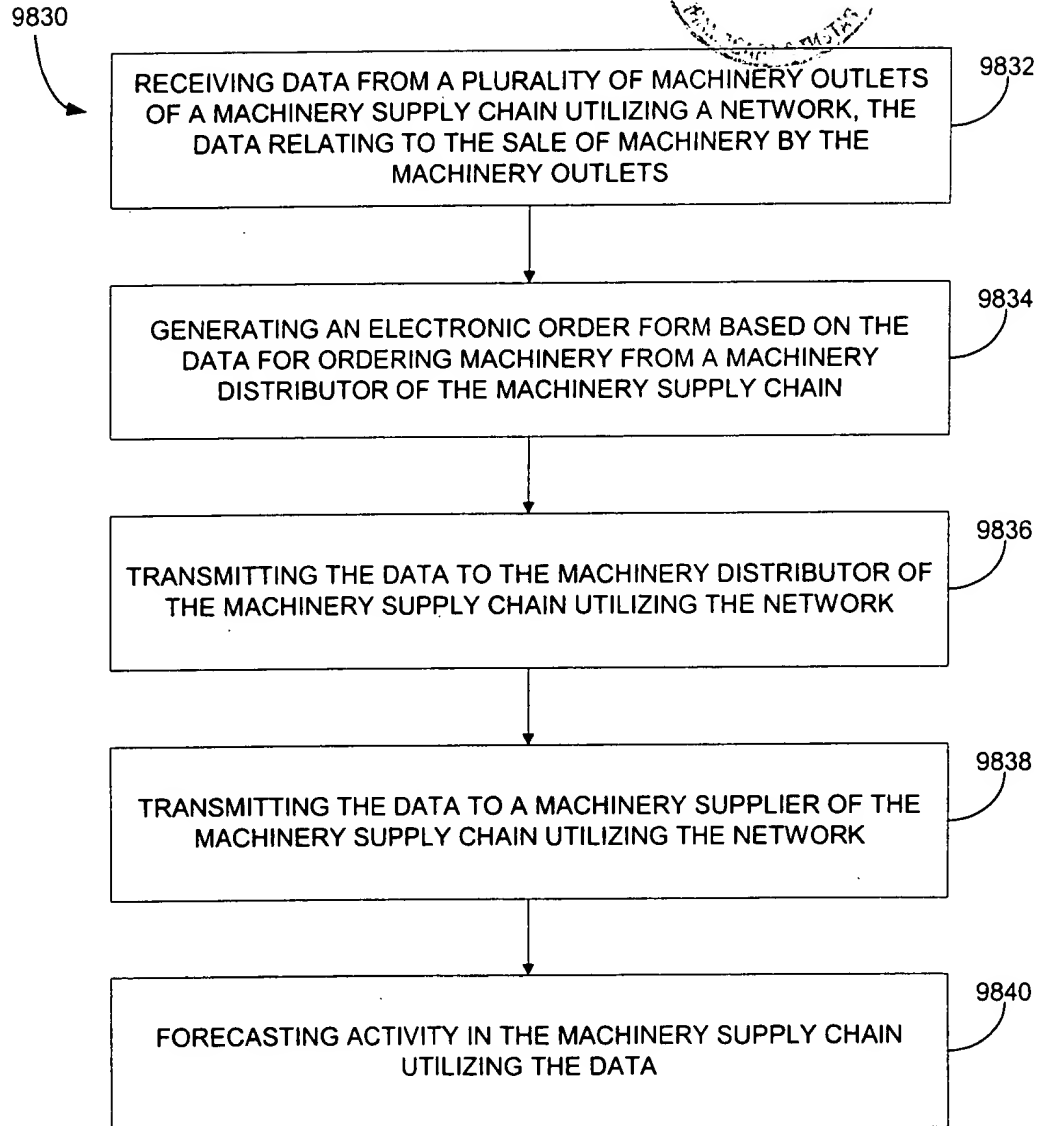 9830
RECEIVING DATA FROM A PLURALITY OF MACHINERY OUTLETS
OF A MACHINERY SUPPLY CHAIN UTILIZING A NETWORK, THE
DATA RELATING TO THE SALE OF MACHINERY BY THE
MACHINERY OUTLETS
9832
GENERATING AN ELECTRONIC ORDER FORM BASED ON THE
DATA FOR ORDERING MACHINERY FROM A MACHINERY
DISTRIBUTOR OF THE MACHINERY SUPPLY CHAIN
9834
TRANSMITTING THE DATA TO THE MACHINERY DISTRIBUTOR OF
THE MACHINERY SUPPLY CHAIN UTILIZING THE NETWORK
9836
TRANSMITTING THE DATA TO A MACHINERY SUPPLIER OF THE
MACHINERY SUPPLY CHAIN UTILIZING THE NETWORK
9838
FORECASTING ACTIVITY IN THE MACHINERY SUPPLY CHAIN
UTILIZING THE DATA
9840